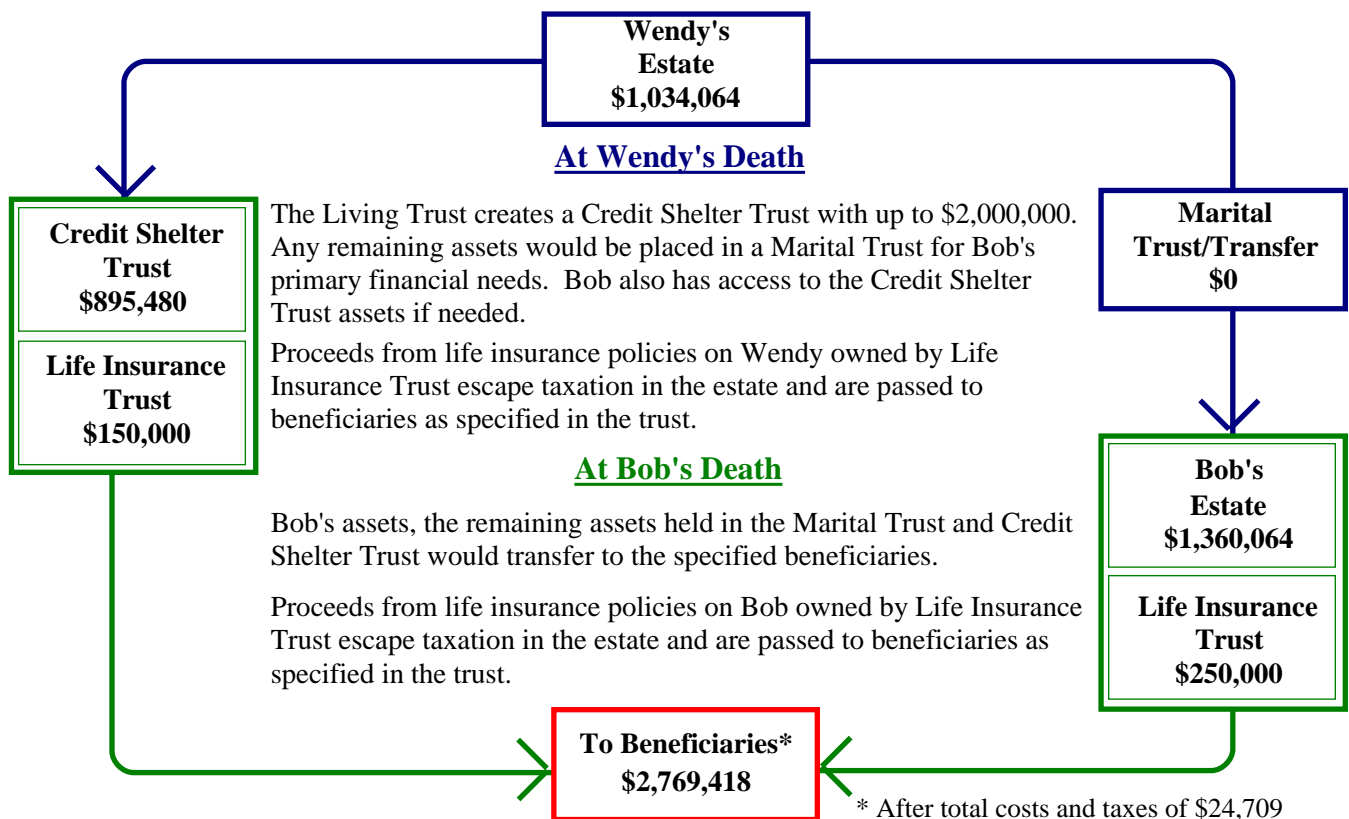 Wendy's
Estate
$1,034,064
At Wendy's Death
Credit Shelter
Trust
$895,480
Life Insurance
Trust
$150,000
The Living Trust creates a Credit Shelter Trust with up to $2,000,000.
Any remaining assets would be placed in a Marital Trust for Bob's
primary financial needs.  Bob also has access to the Credit Shelter
Trust assets if needed.
Proceeds from life insurance policies on Wendy owned by Life
Insurance Trust escape taxation in the estate and are passed to
beneficiaries as specified in the trust.
Marital
Trust/Transfer
$0
At Bob's Death
Bob's assets, the remaining assets held in the Marital Trust and Credit
Shelter Trust would transfer to the specified beneficiaries.
Proceeds from life insurance policies on Bob owned by Life Insurance
Trust escape taxation in the estate and are passed to beneficiaries as
specified in the trust.
Bob's
Estate
$1,360,064
Life Insurance
Trust
$250,000
To Beneficiaries*
$2,769,418
* After total costs and taxes of $24,709